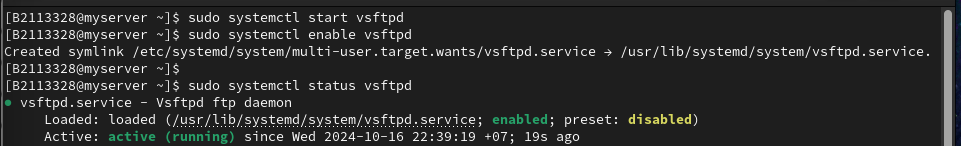 [B2113328@myserver ~]$ sudo systemctl start vsftpd
[B2113328@myserver ~]$ sudo systemctl enable vsftpd
Created symlink /etc/systemd/system/multi-user.target.wants/vsftpd.service → /usr/lib/systemd/system/vsftpd.service.
[B2113328@myserver ~]$
[B2113328@myserver ~]$ sudo systemctl status vsftpd
● vsftpd.service - Vsftpd ftp daemon
     Loaded: loaded (/usr/lib/systemd/system/vsftpd.service; enabled; preset: disabled)
     Active: active (running) since Wed 2024-10-16 22:39:19 +07; 19s ago